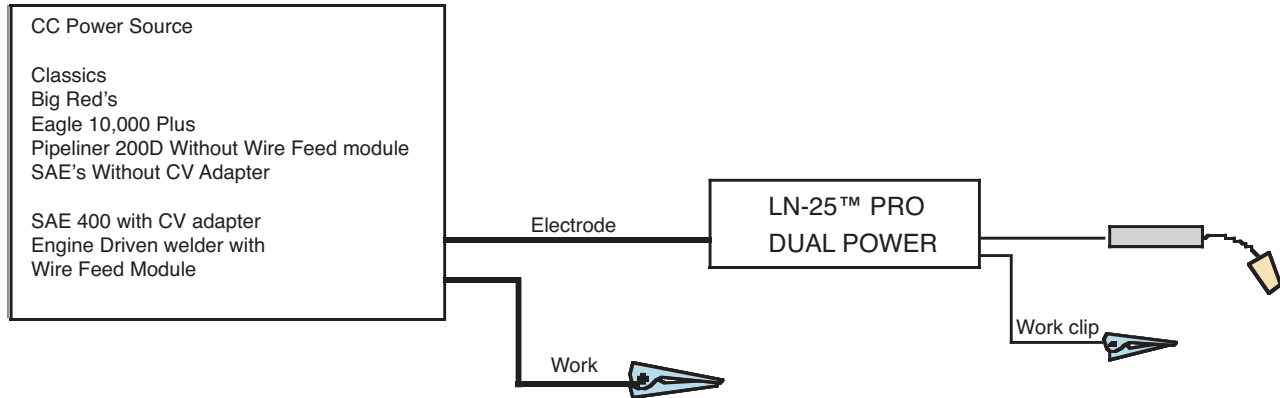 CC Power Source
Classics
Big Red's
Eagle 10,000 Plus
Pipeliner 200D Without Wire Feed module
SAE's Without CV Adapter
SAE 400 with CV adapter
Engine Driven welder with
Wire Feed Module
Electrode
Work
LN-25™ PRO
DUAL POWER
Work clip